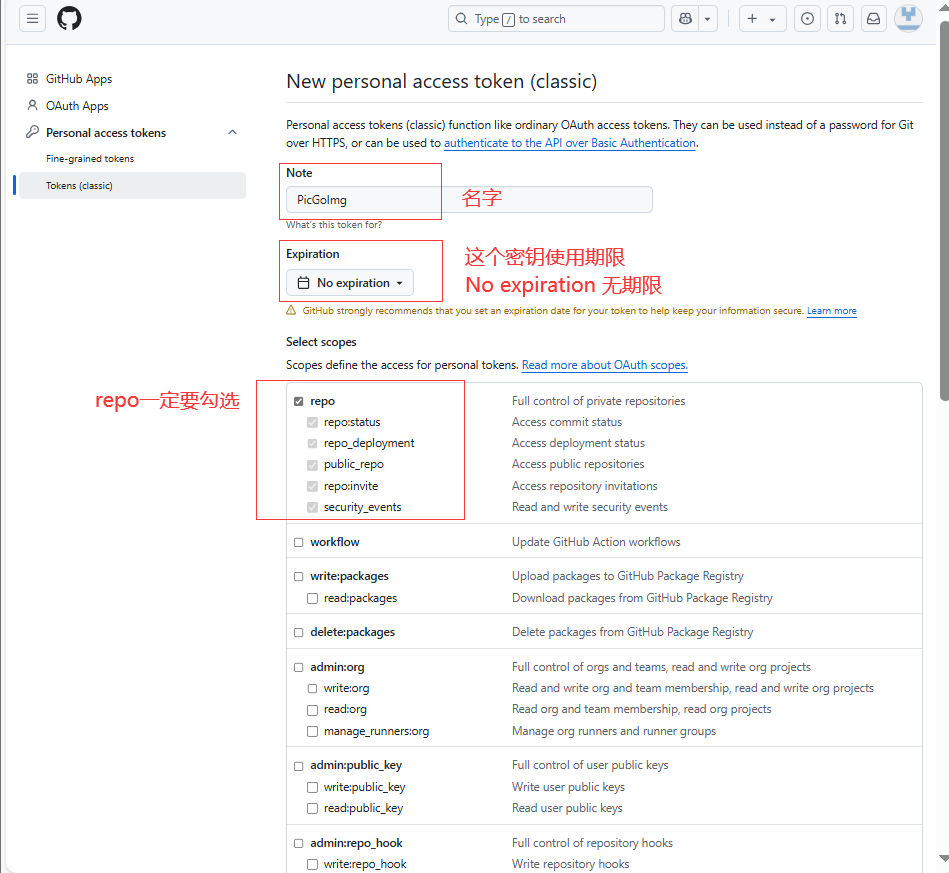 Type / to search
GitHub Apps
OAuth Apps
Personal access tokens
Fine-grained tokens
Tokens (classic)
New personal access token (classic)
Personal access tokens (classic) function like ordinary OAuth access tokens. They can be used instead of a password for Git
over HTTPS, or can be used to authenticate to the API over Basic Authentication.
Note
PicGoImg
名字
What's this token for?
Expiration
No expiration
这个密钥使用期限
No expiration 无期限
GitHub strongly recommends that you set an expiration date for your token to help keep your information secure. Learn more
Select scopes
Scopes define the access for personal tokens. Read more about OAuth scopes.
repo一定要勾选
repo Full control of private repositories
repo:status Access commit status
repo_deployment Access deployment status
public_repo Access public repositories
repo:invite Access repository invitations
security_events Read and write security events
workflow Update GitHub Action workflows
write:packages Upload packages to GitHub Package Registry
read:packages Download packages from GitHub Package Registry
delete:packages Delete packages from GitHub Package Registry
admin:org Full control of orgs and teams, read and write org projects
write:org Read and write org and team membership, read and write org projects
read:org Read org and team membership, read org projects
manage_runners:org Manage org runners and runner groups
admin:public_key Full control of user public keys
write:public_key Write user public keys
read:public_key Read user public keys
admin:repo_hook Full control of repository hooks
write:repo_hook Write repository hooks